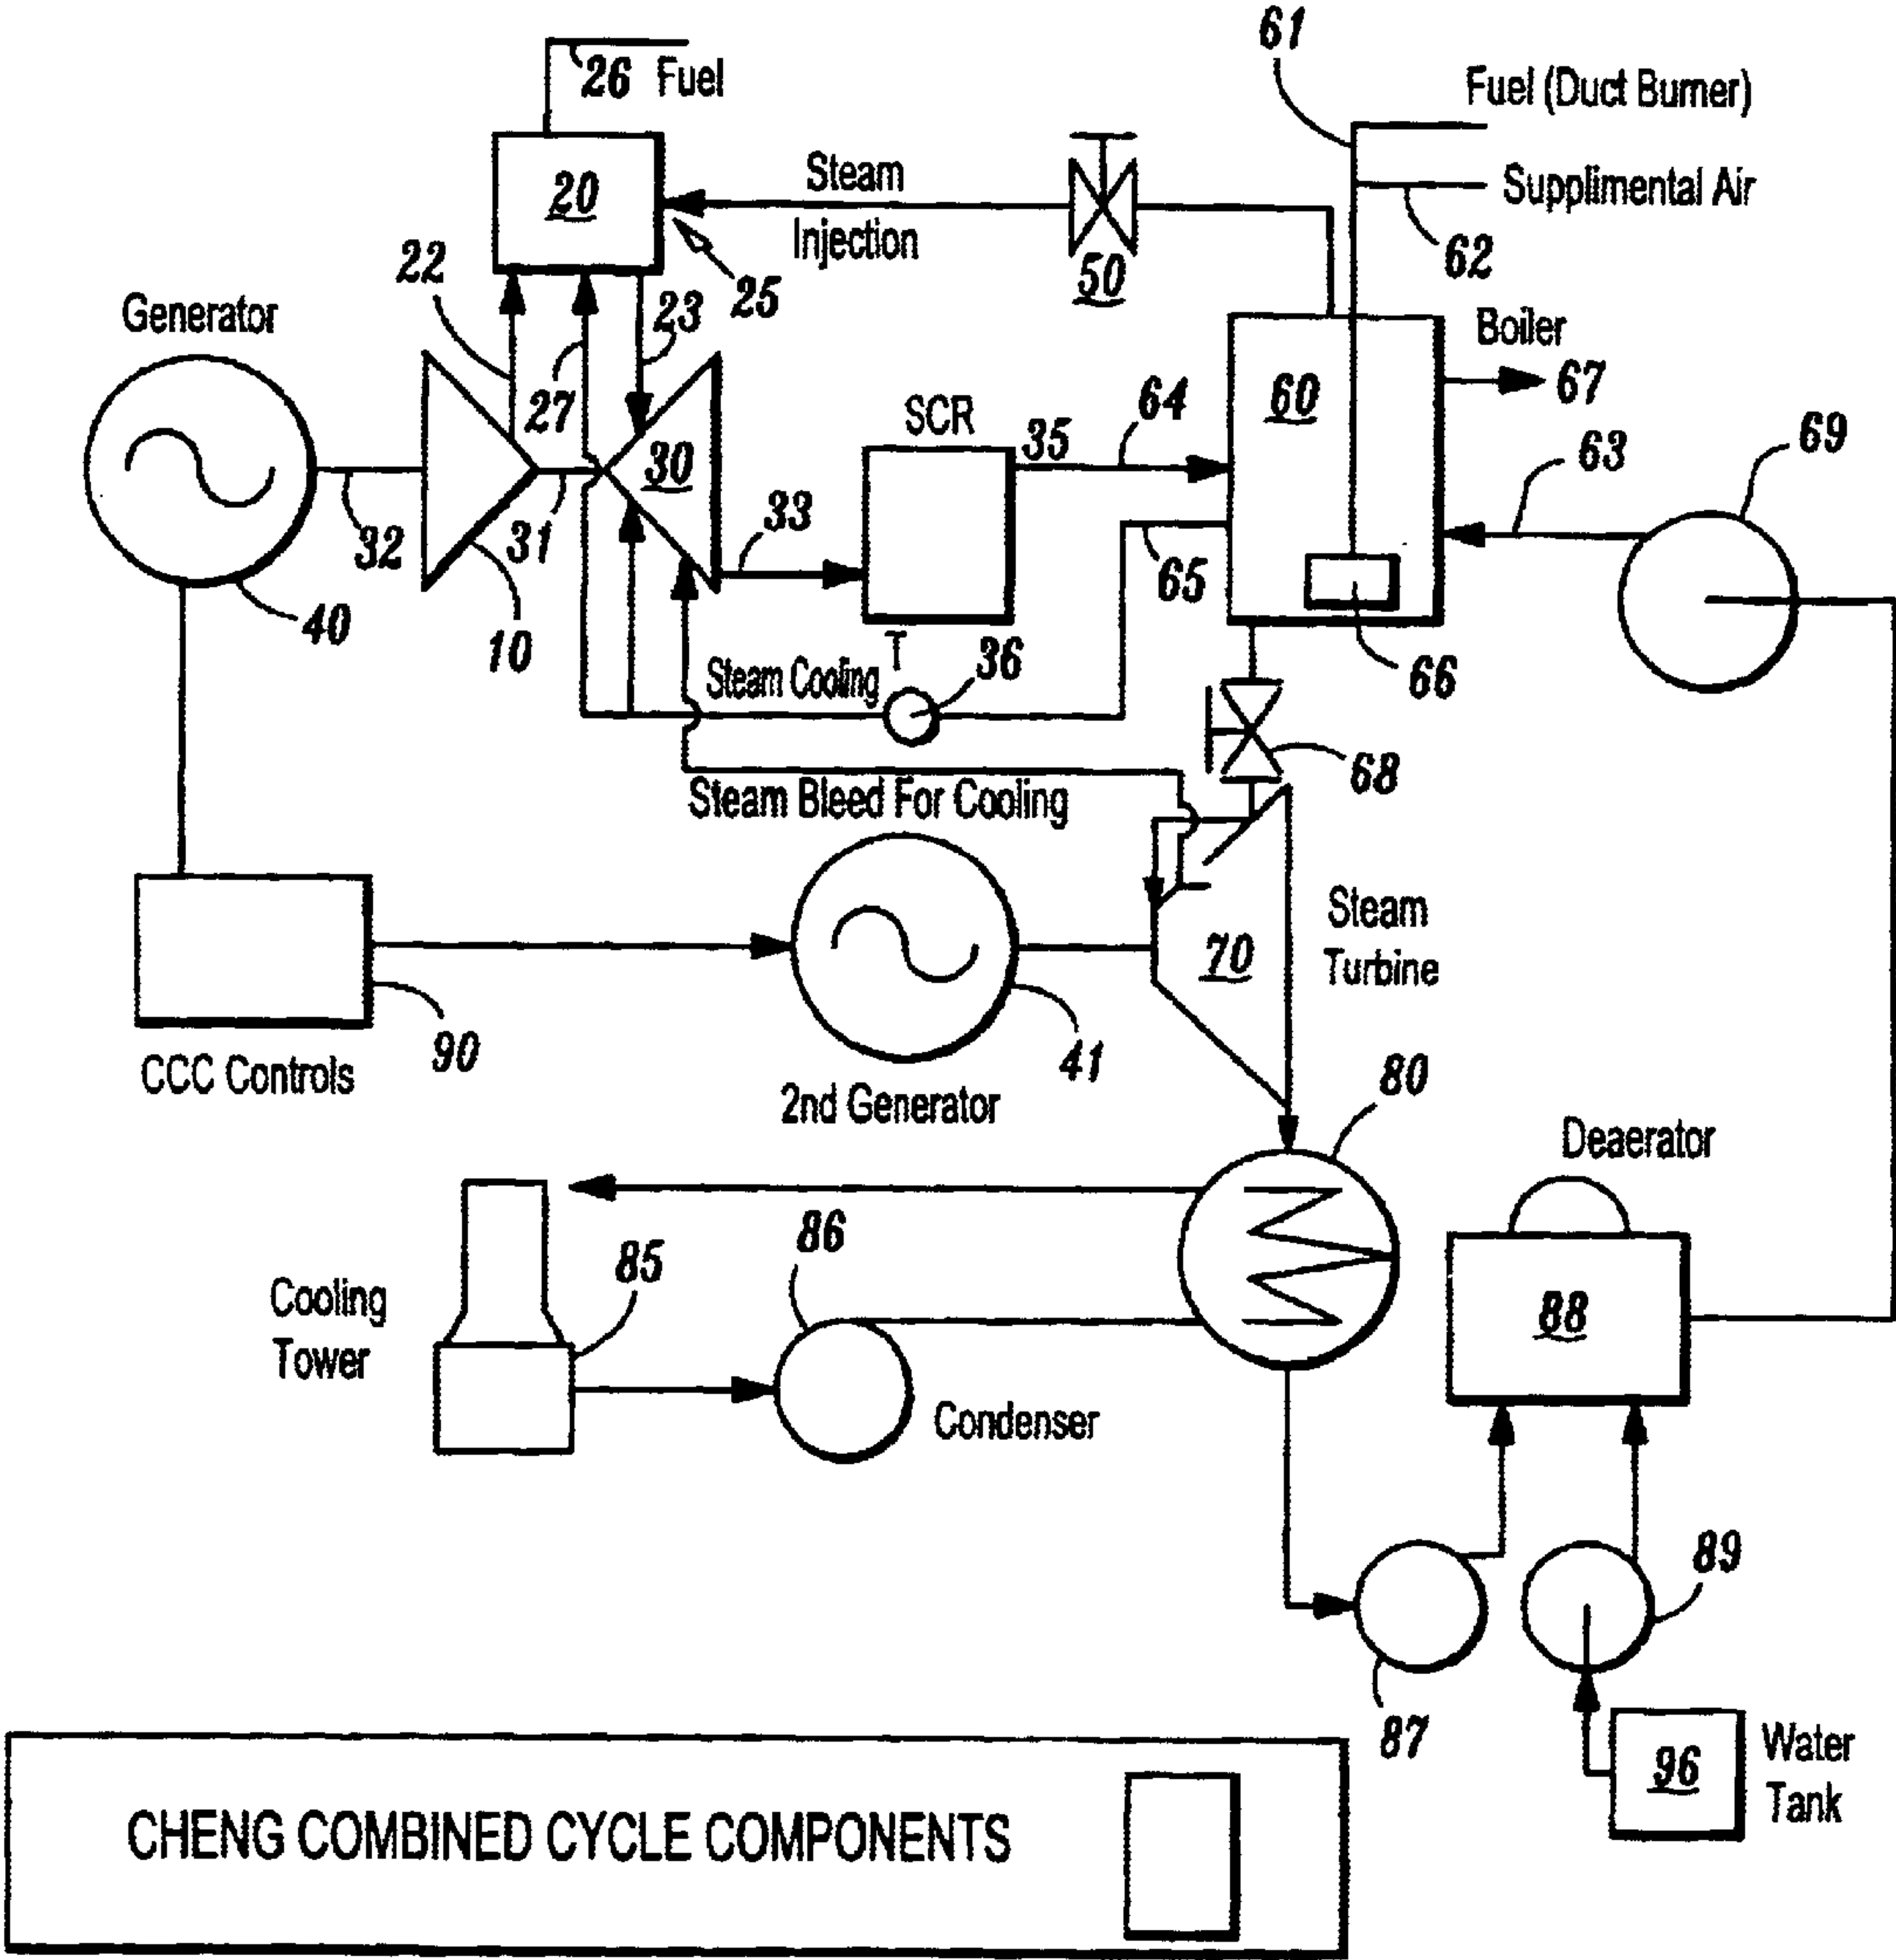 61
26 Fuel
Fuel (Duct Burner)
20
Steam
Injection
Supplimental Air
62
22
25
50
23
Generator
Boiler
67
27
60
SCR
35
64
69
30
63
33
32
31
65
40
10
T
36
Steam Cooling
66
68
Steam Bleed For Cooling
Steam
Turbine
70
90
41
CCC Controls
2nd Generator
80
Deaerator
86
85
Cooling
Tower
88
Condenser
89
87
96
Water
Tank
CHENG COMBINED CYCLE COMPONENTS